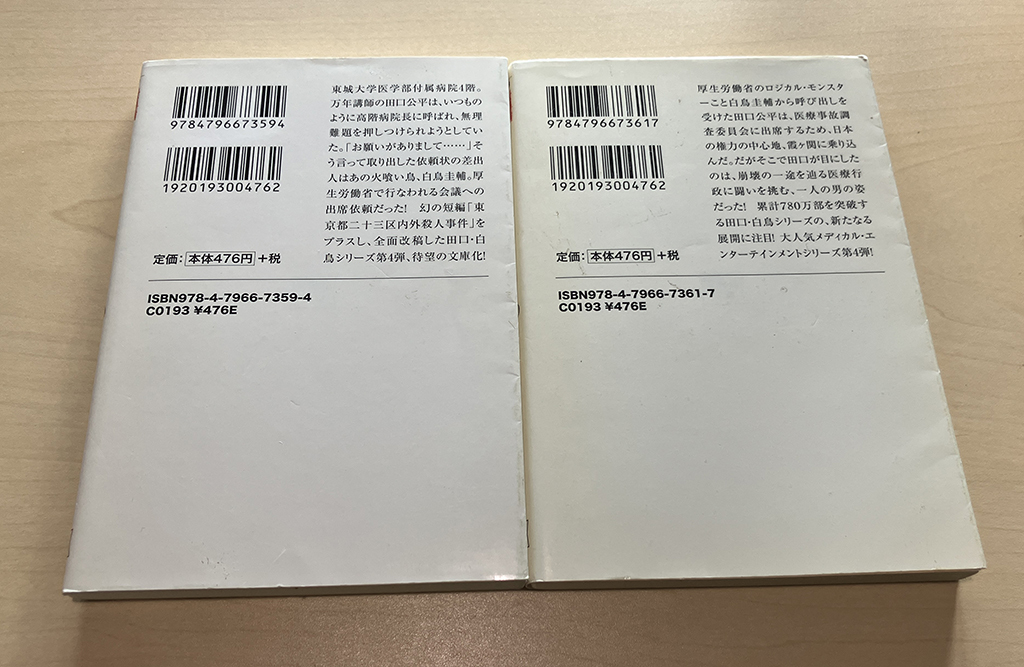 9784796673594
1920193004762
東城大学医学部付属病院4階。
万年講師の田口公平は、いつもの
ように高階病院長に呼ばれ、無理
難題を押しつけられようとしてい
た。「お願いがありまして……」そ
う言って取り出した依頼状の差出
人はあの火喰い鳥、白鳥圭輔。厚
生労働省で行なわれる会議への
出席依頼だった! 幻の短編「東
京都二十三区内外殺人事件」を
プラスし、全面改稿した田口・白
鳥シリーズ第4弾、待望の文庫化!
定価：本体476円+税
ISBN978-4-7966-7359-4
C0193 ¥476E
9784796673617
1920193004762
厚生労働省のロジカル・モンスタ
ーこと白鳥圭輔から呼び出しを
受けた田口公平は、医療事故調
査委員会に出席するため、日本
の権力の中心地、霞ヶ関に乗り込
んだ。だがそこで田口が目にした
のは、崩壊の一途を辿る医療行
政に闘いを挑む、一人の男の姿
だった! 累計780万部を突破す
る田口・白鳥シリーズの、新たなる
展開に注目! 大人気メディカル・エ
ンターテインメントシリーズ第4弾!
定価：本体476円+税
ISBN978-4-7966-7361-7
C0193 ¥476E